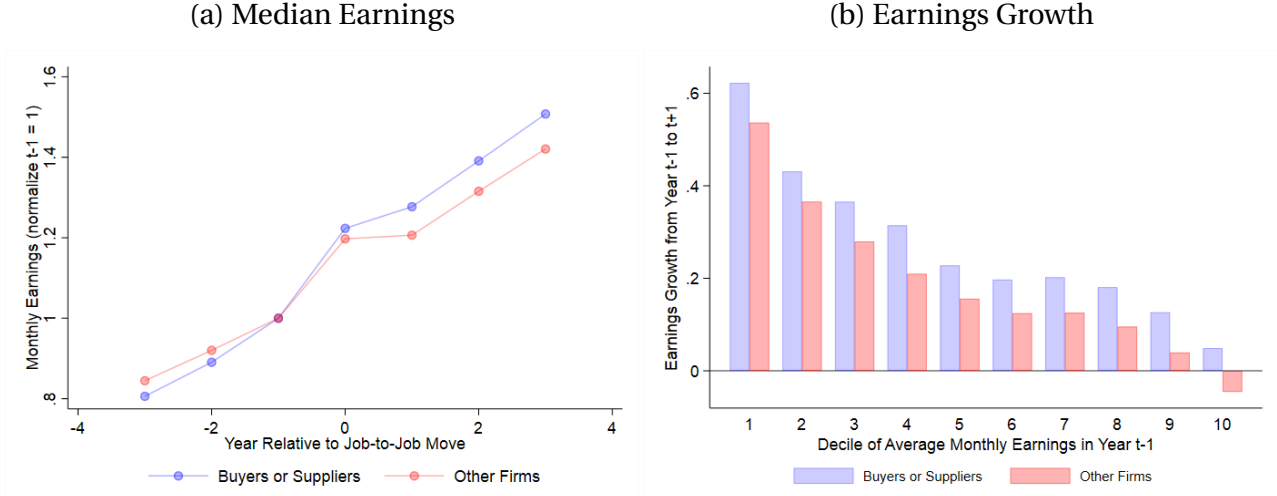 (a) Median Earnings
Monthly Earnings (normalize t-1 = 1)
1.6
1.4
1.2
1
.8
-4 -2 0 2 4
Year Relative to Job-to-Job Move
Buyers or Suppliers Other Firms
(b) Earnings Growth
Earnings Growth from Year t-1 to t+1
.6
.4
.2
0
1 2 3 4 5 6 7 8 9 10
Decile of Average Monthly Earnings in Year t-1
Buyers or Suppliers Other Firms